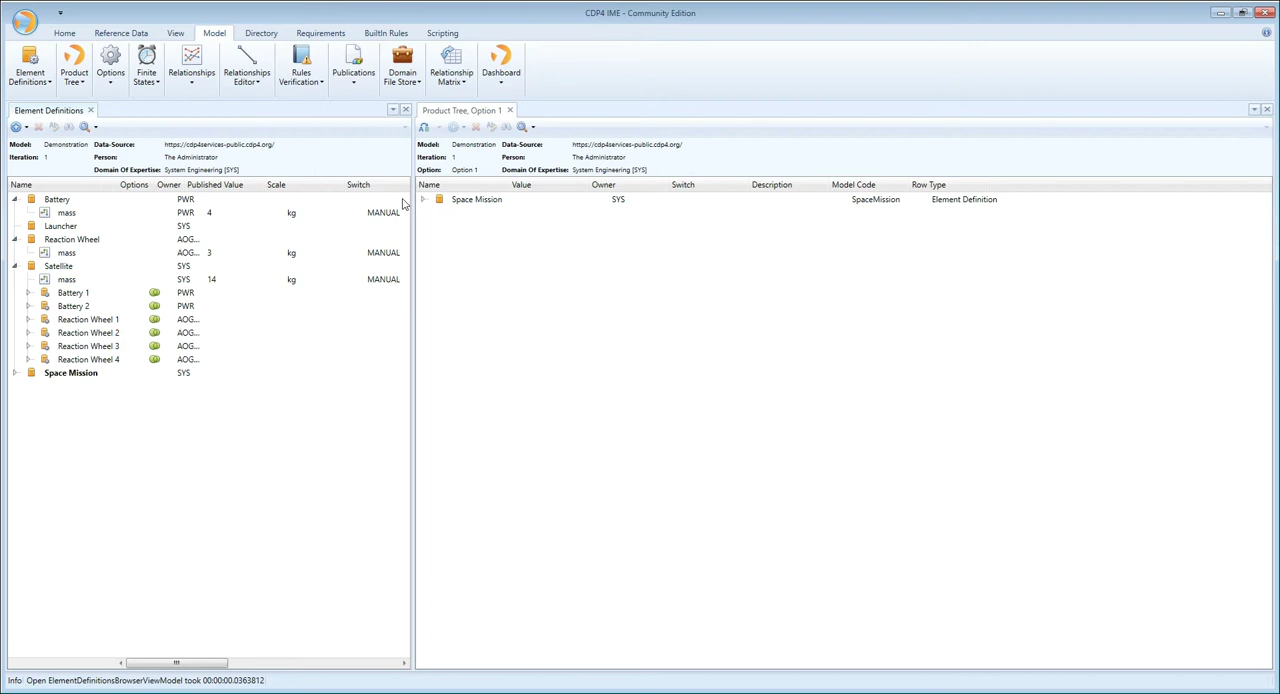 CDP4 IME - Community Edition
Home Reference Data View Model Directory Requirements BuiltIn Rules Scripting
Element Definitions Product Tree Options Finite States Relationships Relationships Editor Rules Verification Publications Domain File Store Relationship Matrix Dashboard
Element Definitions Product Tree, Option 1
Model: Demonstration Data-Source: https://cdp4services-public.cdp4.org/
Iteration: 1 Person: The Administrator
Domain Of Expertise: System Engineering [SYS]
Name Options Owner Published Value Scale Switch
Battery PWR
mass PWR 4 kg MANUAL
Launcher SYS
Reaction Wheel AOG...
mass AOG... 3 kg MANUAL
Satellite SYS
mass SYS 14 kg MANUAL
Battery 1 PWR
Battery 2 PWR
Reaction Wheel 1 AOG...
Reaction Wheel 2 AOG...
Reaction Wheel 3 AOG...
Reaction Wheel 4 AOG...
Space Mission SYS
Model: Demonstration Data-Source: https://cdp4services-public.cdp4.org/
Iteration: 1 Person: The Administrator
Option: Option 1 Domain Of Expertise: System Engineering [SYS]
Name Value Owner Switch Description Model Code Row Type
Space Mission SYS SpaceMission Element Definition
Info Open ElementDefinitionsBrowserViewModel took 00:00:00.0363812